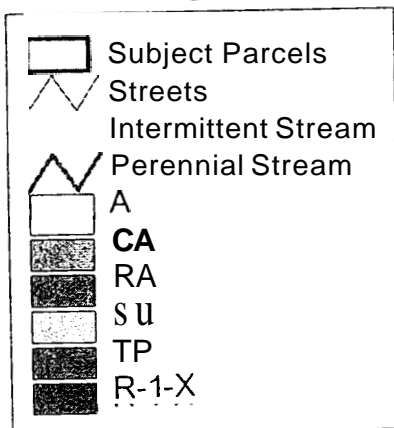 Subject Parcels
Streets
Intermittent Stream
Perennial Stream
A
CA
RA
su
TP
R-1-X